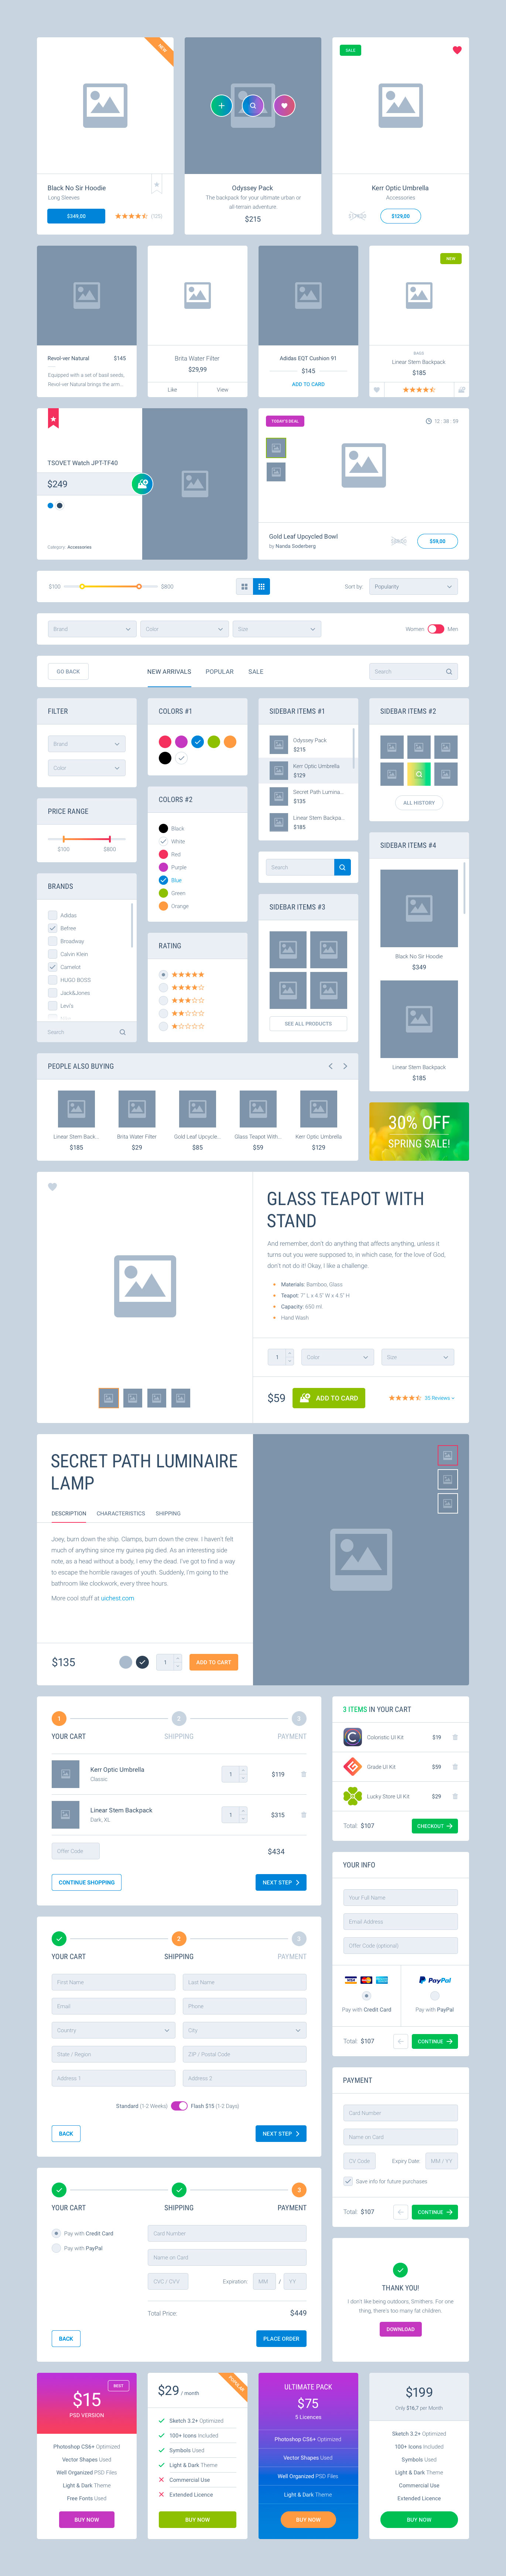 NEW
SALE
Black No Sir Hoodie
Long Sleeves
$349,00
(125)
Odyssey Pack
The backpack for your ultimate urban or
all-terrain adventure.
$215
Kerr Optic Umbrella
Accessories
$129,00
NEW
Revol-ver Natural $145
Equipped with a set of basil seeds,
Revol-ver Natural brings the arm...
Brita Water Filter
$29,99
Like View
Adidas EQT Cushion 91
$145
ADD TO CARD
Linear Stem Backpack
$185
TSOVET Watch JPT-TF40
$249
Category: Accessories
TODAY'S DEAL
12 : 38 : 59
Gold Leaf Upcycled Bowl
by Nanda Soderberg
$59,00
$100 $800
Sort by: Popularity
Brand Color Size
Women Men
GO BACK
NEW ARRIVALS POPULAR SALE
Search
FILTER
Brand
Color
PRICE RANGE
$100 $800
BRANDS
Adidas
Befree
Broadway
Calvin Klein
Camelot
HUGO BOSS
Jack&Jones
Levi's
Search
COLORS #1
COLORS #2
Black
White
Red
Purple
Blue
Green
Orange
RATING
SIDEBAR ITEMS #1
Odyssey Pack
$215
Kerr Optic Umbrella
$129
Secret Path Lumina...
$135
Linear Stem Backpa...
$185
Search
SIDEBAR ITEMS #3
SEE ALL PRODUCTS
SIDEBAR ITEMS #2
ALL HISTORY
SIDEBAR ITEMS #4
Black No Sir Hoodie
$349
Linear Stem Backpack
$185
PEOPLE ALSO BUYING
Linear Stem Back...
$185
Brita Water Filter
$29
Gold Leaf Upcycle...
$85
Glass Teapot With...
$59
Kerr Optic Umbrella
$129
30% OFF
SPRING SALE!
GLASS TEAPOT WITH
STAND
And remember, don't do anything that affects anything, unless it
turns out you were supposed to, in which case, for the love of God,
don't not do it! Okay, I like a challenge.
Materials: Bamboo, Glass
Teapot: 7" L x 4.5" W x 4.5" H
Capacity: 650 ml
Hand Wash
1 Color Size
$59
ADD TO CARD
35 Reviews
SECRET PATH LUMINAIRE
LAMP
DESCRIPTION CHARACTERISTICS SHIPPING
Joey, burn down the ship. Clamps, burn down the crew. I haven't felt
much of anything since my guinea pig died. As an interesting side
note, as a head without a body, I envy the dead. I've got to find a way
to escape the horrible ravages of youth. Suddenly, I'm going to the
bathroom like clockwork, every three hours.
More cool stuff at uichest.com
$135
1
ADD TO CART
1 2 3
YOUR CART SHIPPING PAYMENT
Kerr Optic Umbrella
Classic
1 $119
Linear Stem Backpack
Dark, XL
1 $315
Offer Code
$434
CONTINUE SHOPPING
NEXT STEP
3 ITEMS IN YOUR CART
Coloristic UI Kit $19
Grade UI Kit $59
Lucky Store UI Kit $29
Total: $107
CHECKOUT
YOUR INFO
Your Full Name
Email Address
Offer Code (optional)
VISA
PayPal
Pay with Credit Card
Pay with PayPal
Total: $107
CONTINUE
2 3
YOUR CART SHIPPING PAYMENT
First Name Last Name
Email Phone
Country City
State / Region ZIP / Postal Code
Address 1 Address 2
Standard (1-2 Weeks) Flash $15 (1-2 Days)
BACK
NEXT STEP
PAYMENT
Card Number
Name on Card
CV Code Expiry Date: MM / YY
Save info for future purchases
Total: $107
CONTINUE
3
YOUR CART SHIPPING PAYMENT
Pay with Credit Card
Pay with PayPal
Card Number
Name on Card
CVC / CVV Expiration: MM / YY
Total Price: $449
BACK
PLACE ORDER
THANK YOU!
I don't like being outdoors, Smithers. For one
thing, there's too many fat children.
DOWNLOAD
BEST
$15
PSD VERSION
Photoshop CS6+ Optimized
Vector Shapes Used
Well Organized PSD Files
Light & Dark Theme
Free Fonts Used
BUY NOW
POPULAR
$29 / month
Sketch 3.2+ Optimized
100+ Icons Included
Symbols Used
Light & Dark Theme
Commercial Use
Extended Licence
BUY NOW
ULTIMATE PACK
$75
5 Licences
Photoshop CS6+ Optimized
Vector Shapes Used
Well Organized PSD Files
Light & Dark Theme
BUY NOW
$199
Only $16,7 per Month
Sketch 3.2+ Optimized
100+ Icons Included
Symbols Used
Light & Dark Theme
Commercial Use
Extended Licence
BUY NOW